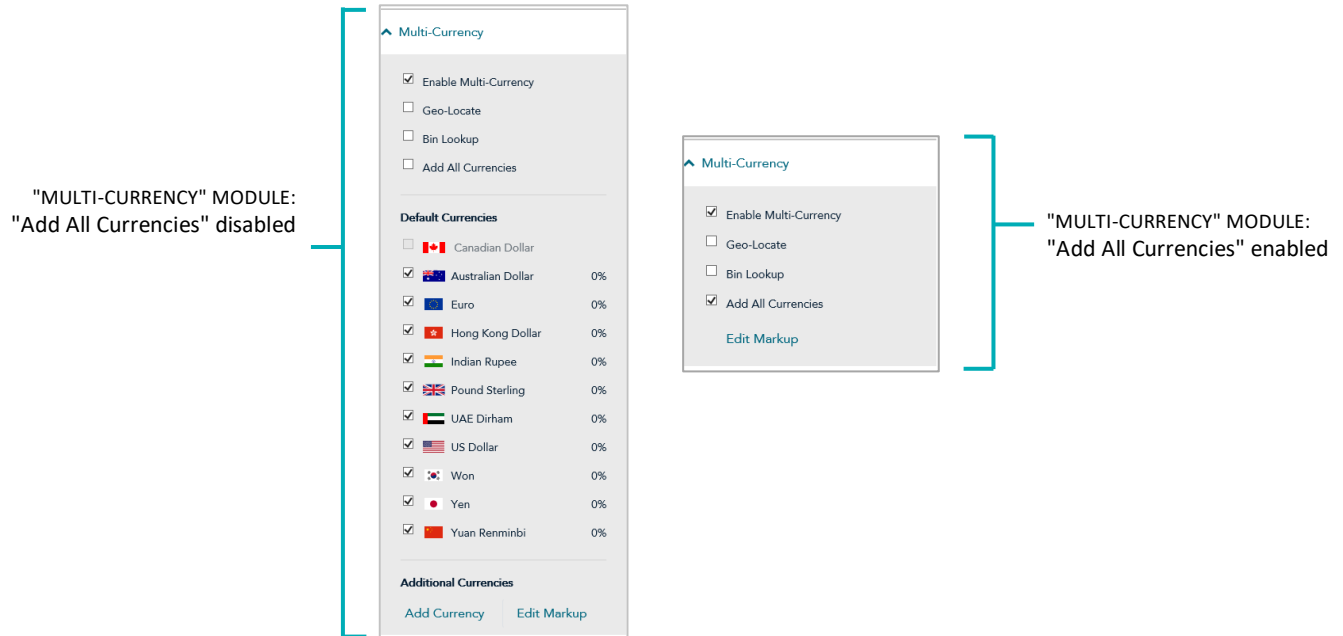 "MULTI-CURRENCY" MODULE:
"Add All Currencies" disabled
Multi-Currency
Enable Multi-Currency
Geo-Locate
Bin Lookup
Add All Currencies
Default Currencies
Canadian Dollar
Australian Dollar 0%
Euro 0%
Hong Kong Dollar 0%
Indian Rupee 0%
Pound Sterling 0%
UAE Dirham 0%
US Dollar 0%
Won 0%
Yen 0%
Yuan Renminbi 0%
Additional Currencies
Add Currency Edit Markup
Multi-Currency
Enable Multi-Currency
Geo-Locate
Bin Lookup
Add All Currencies
Edit Markup
"MULTI-CURRENCY" MODULE:
"Add All Currencies" enabled